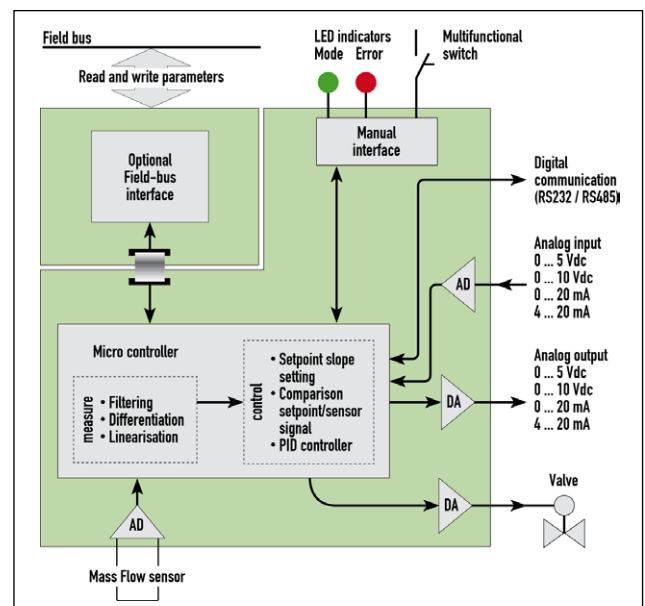 Field bus
Read and write parameters
LED indicators
Mode Error
Multifunctional
switch
Manual
interface
Optional
Field-bus
interface
Digital
communication
(RS232 / RS485)
Analog input
0 ... 5 Vdc
0 ... 10 Vdc
0 ... 20 mA
4 ... 20 mA
AD
Micro controller
measure
• Filtering
• Differentiation
• Linearisation
control
• Setpoint slope
setting
• Comparison
setpoint/sensor
signal
• PID controller
DA
Analog output
0 ... 5 Vdc
0 ... 10 Vdc
0 ... 20 mA
4 ... 20 mA
DA
Valve
AD
Mass Flow sensor